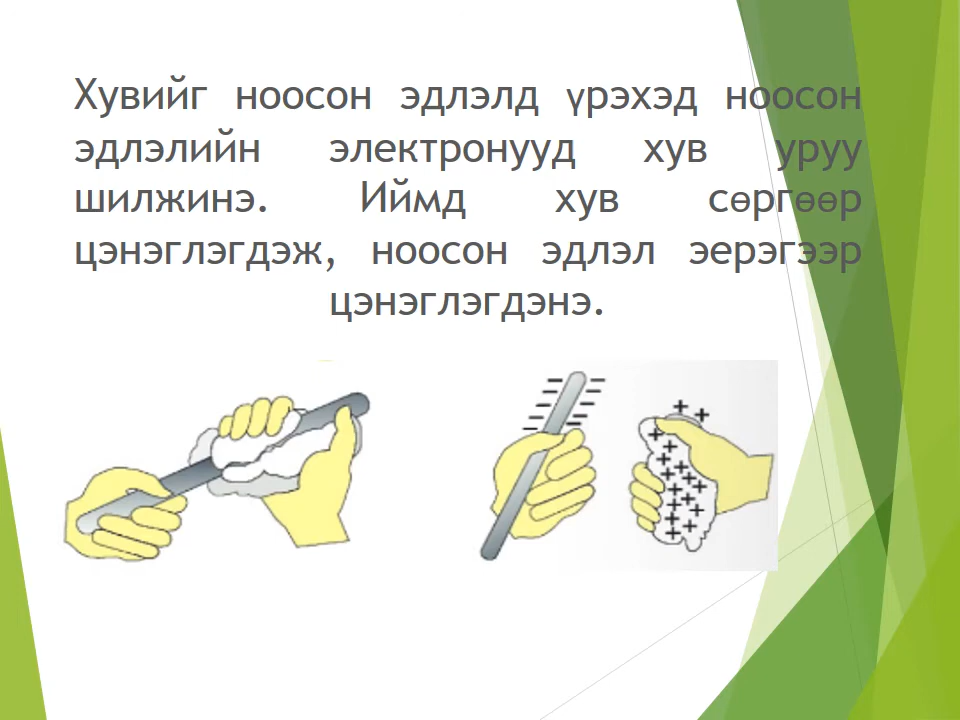 Хувийг ноосон эдлэлд үрэхэд ноосон
эдлэлийн электронууд хув уруу
шилжинэ. Иймд хув сөргөөр
цэнэглэгдэж, ноосон эдлэл эерэгээр
цэнэглэгдэнэ.